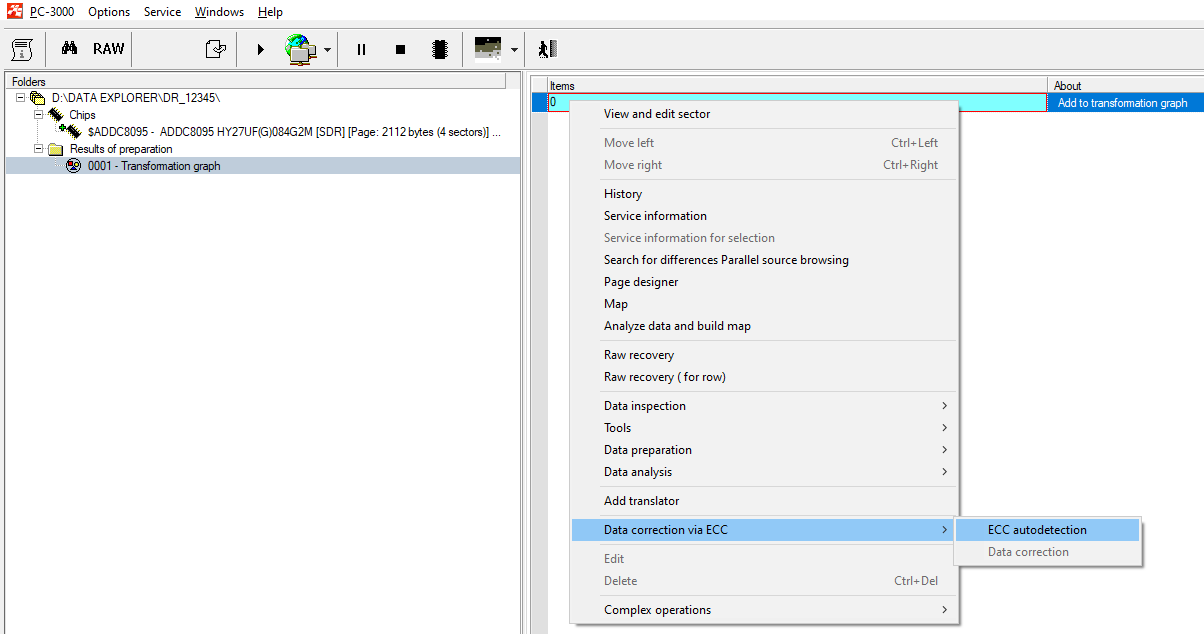 PC-3000 Options Service Windows Help
RAW
Folders
D:\DATA EXPLORER\DR_12345\
Chips
$ADDC8095 - ADDC8095 HY27UF(G)084G2M [SDR] [Page: 2112 bytes (4 sectors)] ...
Results of preparation
0001 - Transformation graph
Items About
0 Add to transformation graph
View and edit sector
Move left Ctrl+Left
Move right Ctrl+Right
History
Service information
Service information for selection
Search for differences Parallel source browsing
Page designer
Map
Analyze data and build map
Raw recovery
Raw recovery ( for row)
Data inspection
Tools
Data preparation
Data analysis
Add translator
Data correction via ECC
ECC autodetection
Data correction
Edit
Delete Ctrl+Del
Complex operations